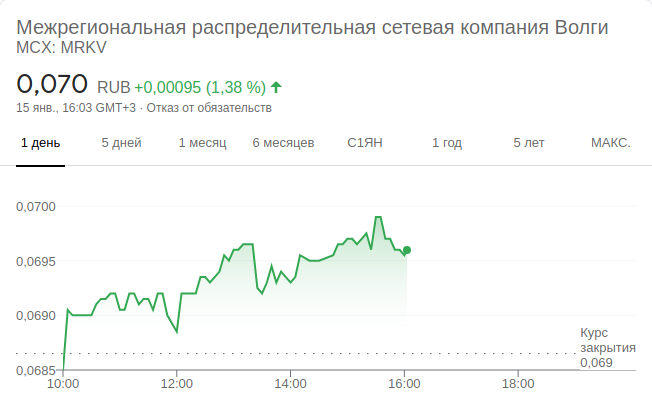 Межрегиональная распределительная сетевая компания Волги
MCX: MRKV
0,070 RUB +0,00095 (1,38 %)
15 янв., 16:03 GMT+3 · Отказ от обязательств
1 день 5 дней 1 месяц 6 месяцев С1ЯН 1 год 5 лет МАКС.
0,0700
0,0695
0,0690
Курс
закрытия
0,069
0,0685
10:00 12:00 14:00 16:00 18:00